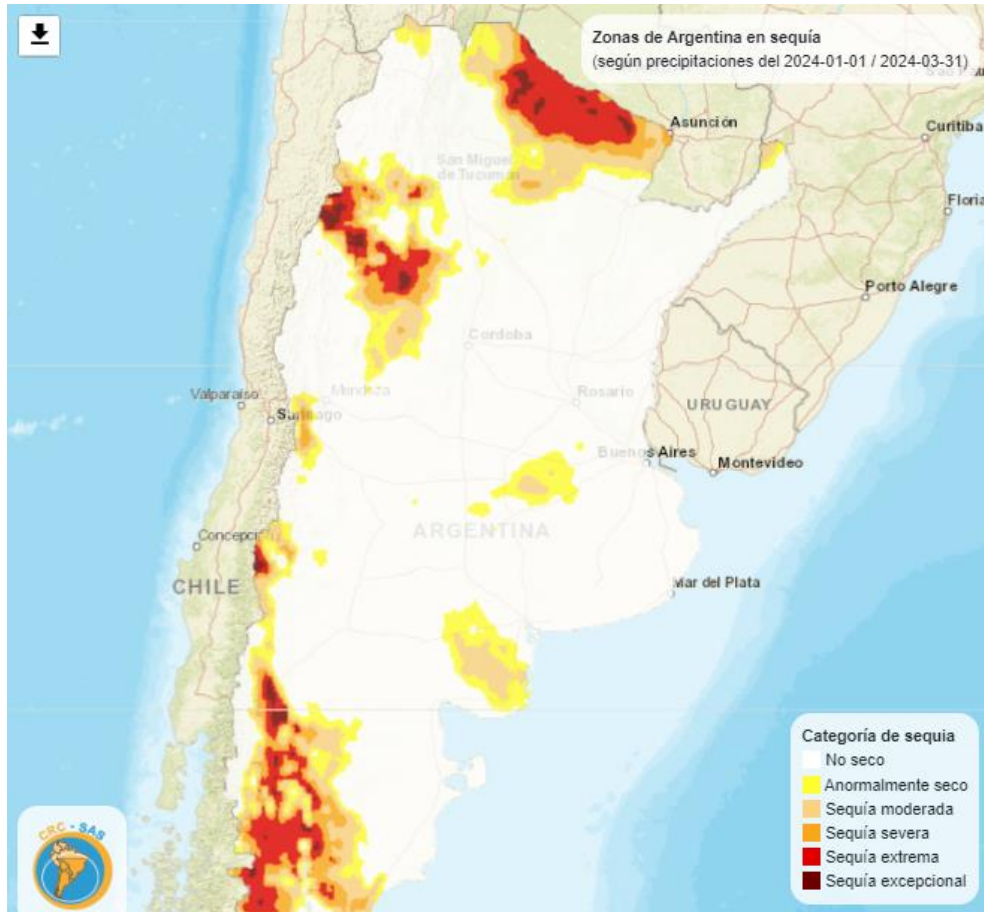 Zonas de Argentina en sequía
(según precipitaciones del 2024-01-01 / 2024-03-31)
Asunción
Curitiba
San Miguel
de Tucumán
Floria
Porto Alegre
Cordoba
Valparaíso
Mendoza
Rosario
Santiago
URUGUAY
Buenos Aires
Montevideo
ARGENTINA
Concepci
CHILE
Mar del Plata
Categoría de sequia
No seco
Anormalmente seco
Sequía moderada
Sequía severa
Sequía extrema
Sequía excepcional
CRC - SAS